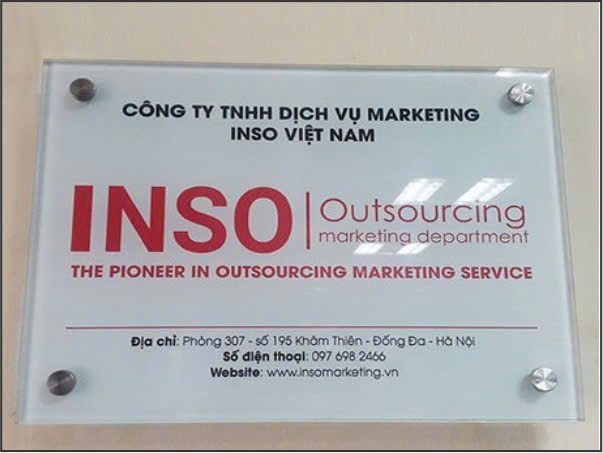 CÔNG TY TNHH DỊCH VỤ MARKETING
INSO VIỆT NAM
INSO
Outsourcing
marketing department
THE PIONEER IN OUTSOURCING MARKETING SERVICE
Địa chỉ: Phòng 307 - số 195 Khâm Thiên - Đống Đa - Hà Nội
Số điện thoại: 097 698 2466
Website: www.insomarketing.vn